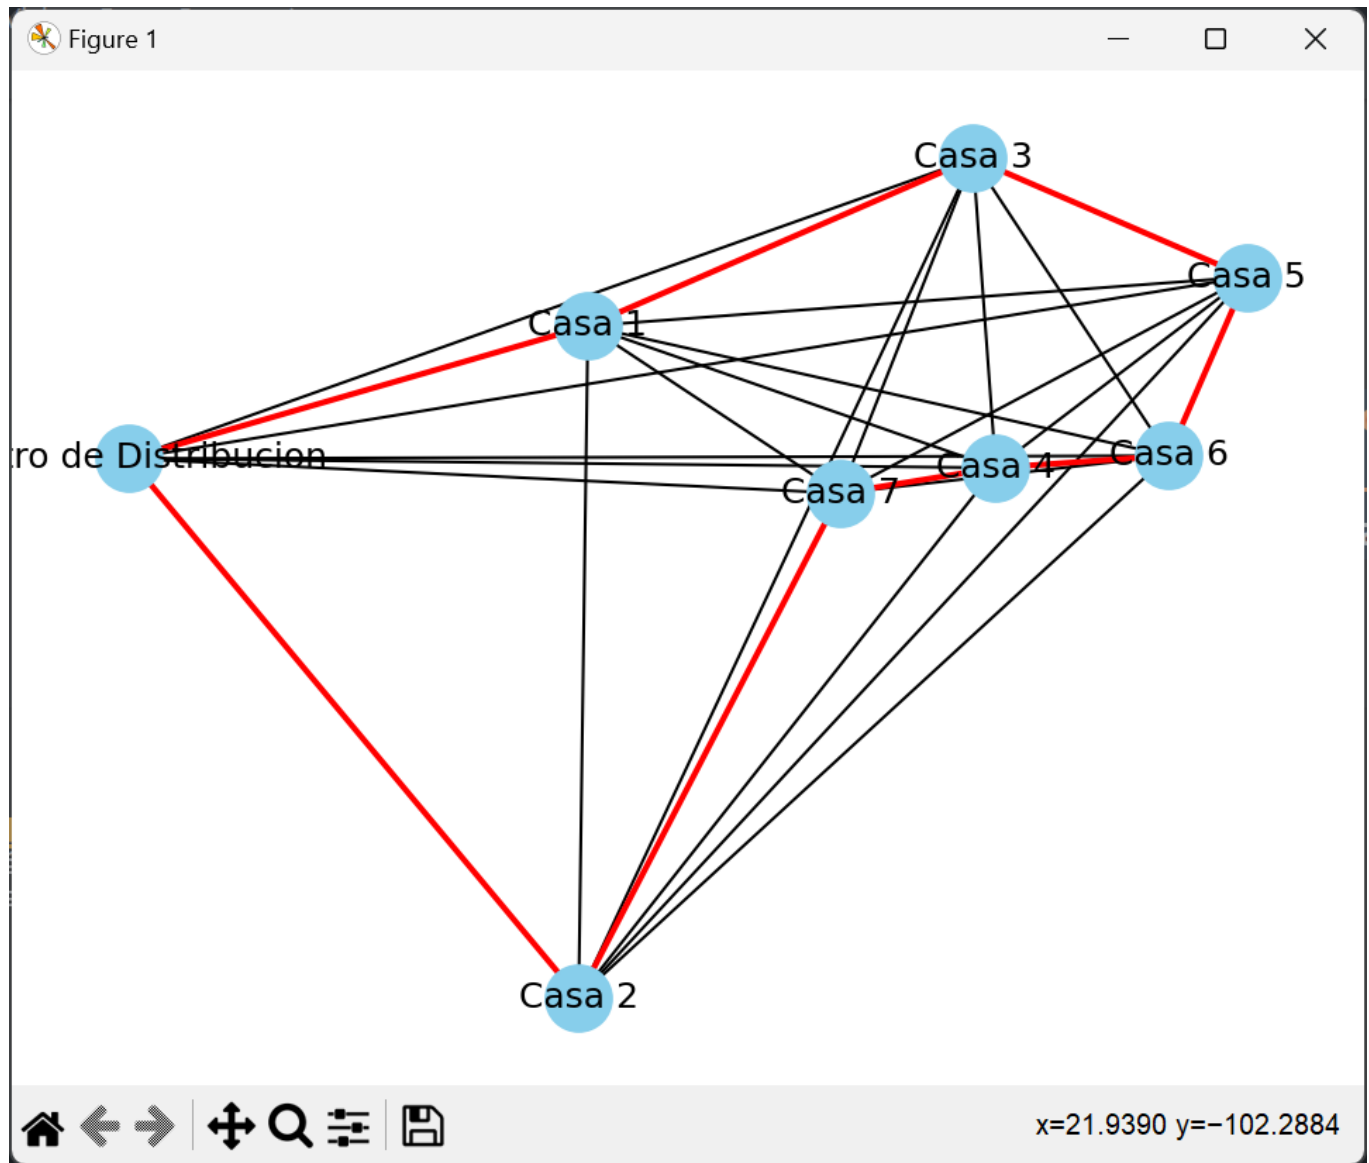 Figure 1
Casa 3
Casa 5
Casa 1
tro de Distribucion
Casa 6
Casa 4
Casa 7
Casa 2
x=21.9390 y=−102.2884